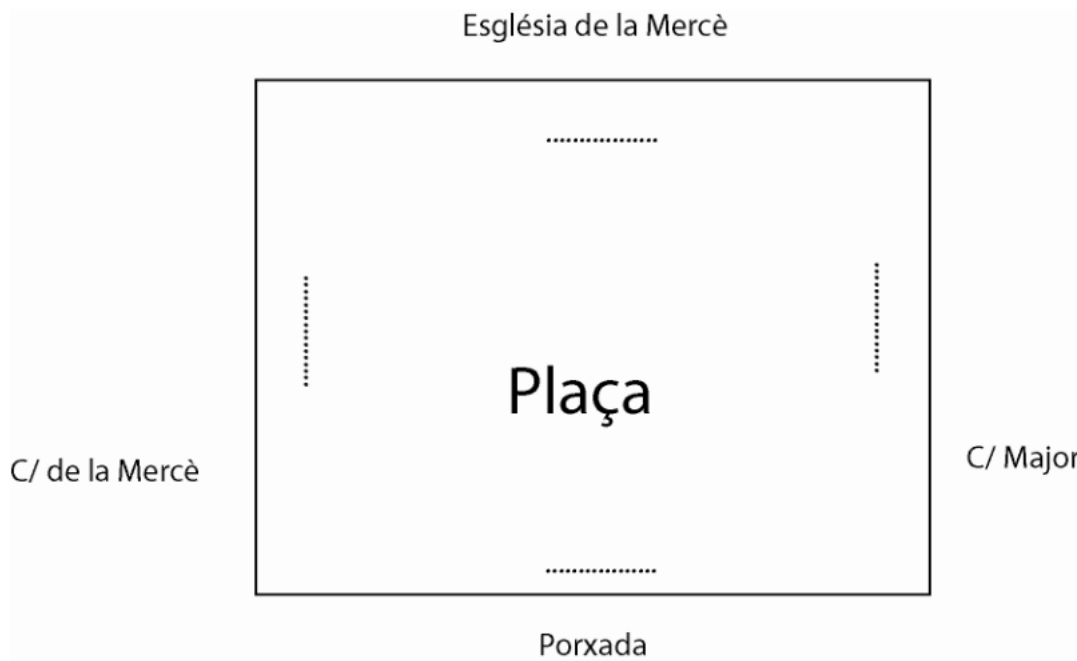 Església de la Mercè
Plaça
C/ de la Mercè
C/ Major
Porxada